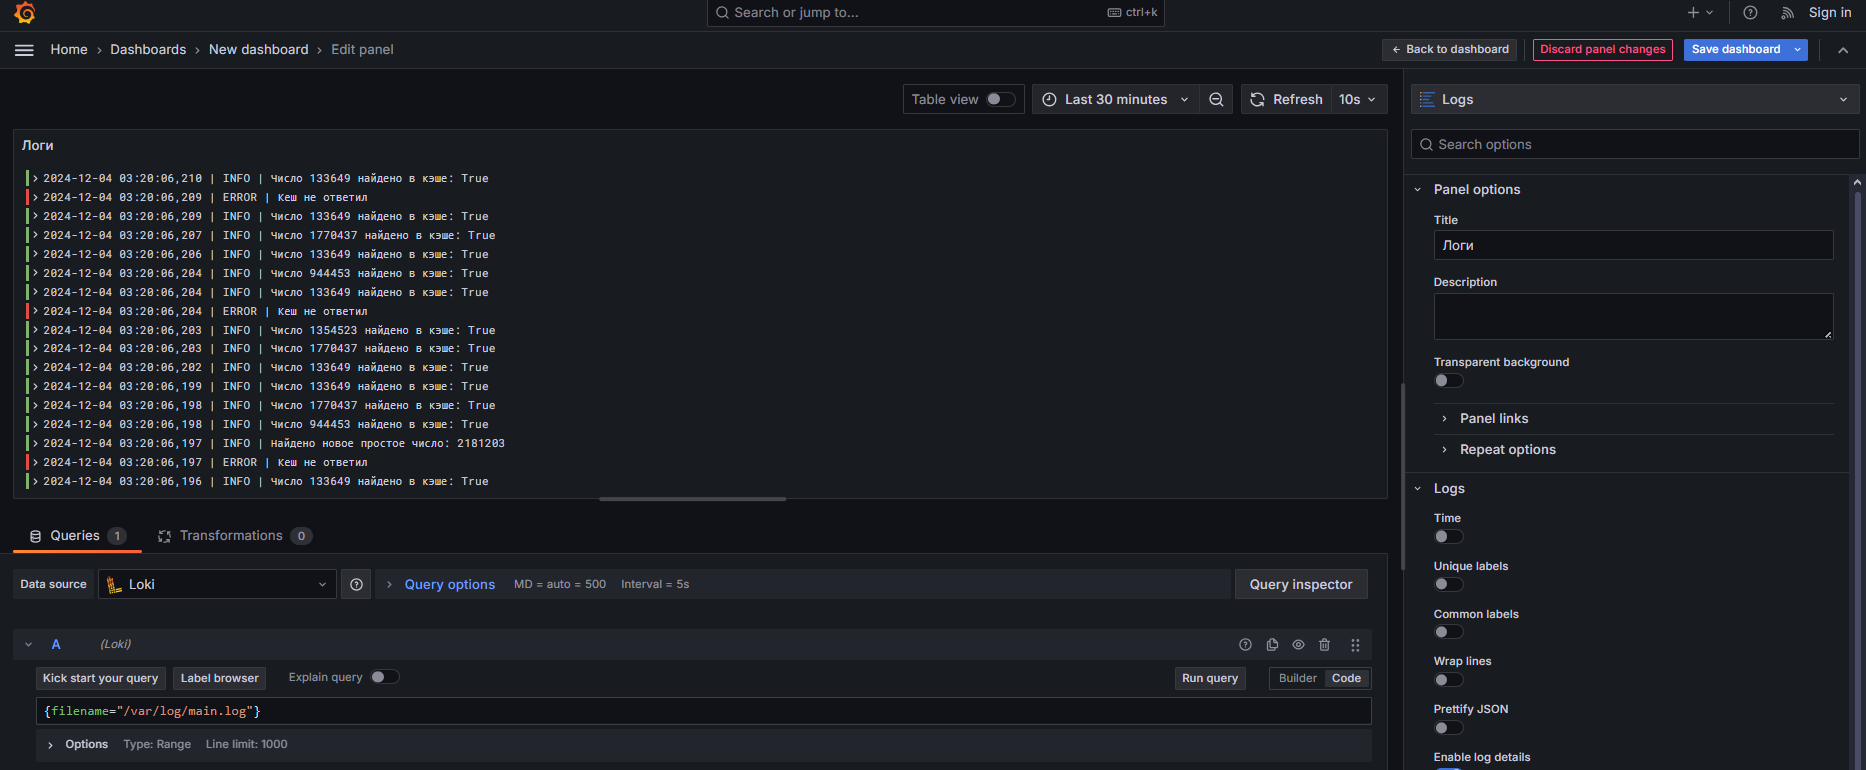 Search or jump to... ctrl+k Sign in
Home › Dashboards › New dashboard › Edit panel Back to dashboard Discard panel changes Save dashboard
Table view Last 30 minutes Refresh 10s
Логи
2024-12-04 03:20:06,210 | INFO | Число 133649 найдено в кэше: True
2024-12-04 03:20:06,209 | ERROR | Кеш не ответил
2024-12-04 03:20:06,209 | INFO | Число 133649 найдено в кэше: True
2024-12-04 03:20:06,207 | INFO | Число 1770437 найдено в кэше: True
2024-12-04 03:20:06,206 | INFO | Число 133649 найдено в кэше: True
2024-12-04 03:20:06,204 | INFO | Число 944453 найдено в кэше: True
2024-12-04 03:20:06,204 | INFO | Число 133649 найдено в кэше: True
2024-12-04 03:20:06,204 | ERROR | Кеш не ответил
2024-12-04 03:20:06,203 | INFO | Число 1354523 найдено в кэше: True
2024-12-04 03:20:06,203 | INFO | Число 1770437 найдено в кэше: True
2024-12-04 03:20:06,202 | INFO | Число 133649 найдено в кэше: True
2024-12-04 03:20:06,199 | INFO | Число 133649 найдено в кэше: True
2024-12-04 03:20:06,198 | INFO | Число 1770437 найдено в кэше: True
2024-12-04 03:20:06,198 | INFO | Число 944453 найдено в кэше: True
2024-12-04 03:20:06,197 | INFO | Найдено новое простое число: 2181203
2024-12-04 03:20:06,197 | ERROR | Кеш не ответил
2024-12-04 03:20:06,196 | INFO | Число 133649 найдено в кэше: True
Queries 1 Transformations 0
Data source Loki Query options MD = auto = 500 Interval = 5s Query inspector
A (Loki)
Kick start your query Label browser Explain query Run query Builder Code
{filename="/var/log/main.log"}
Options Type: Range Line limit: 1000
Logs
Search options
Panel options
Title
Логи
Description
Transparent background
Panel links
Repeat options
Logs
Time
Unique labels
Common labels
Wrap lines
Prettify JSON
Enable log details